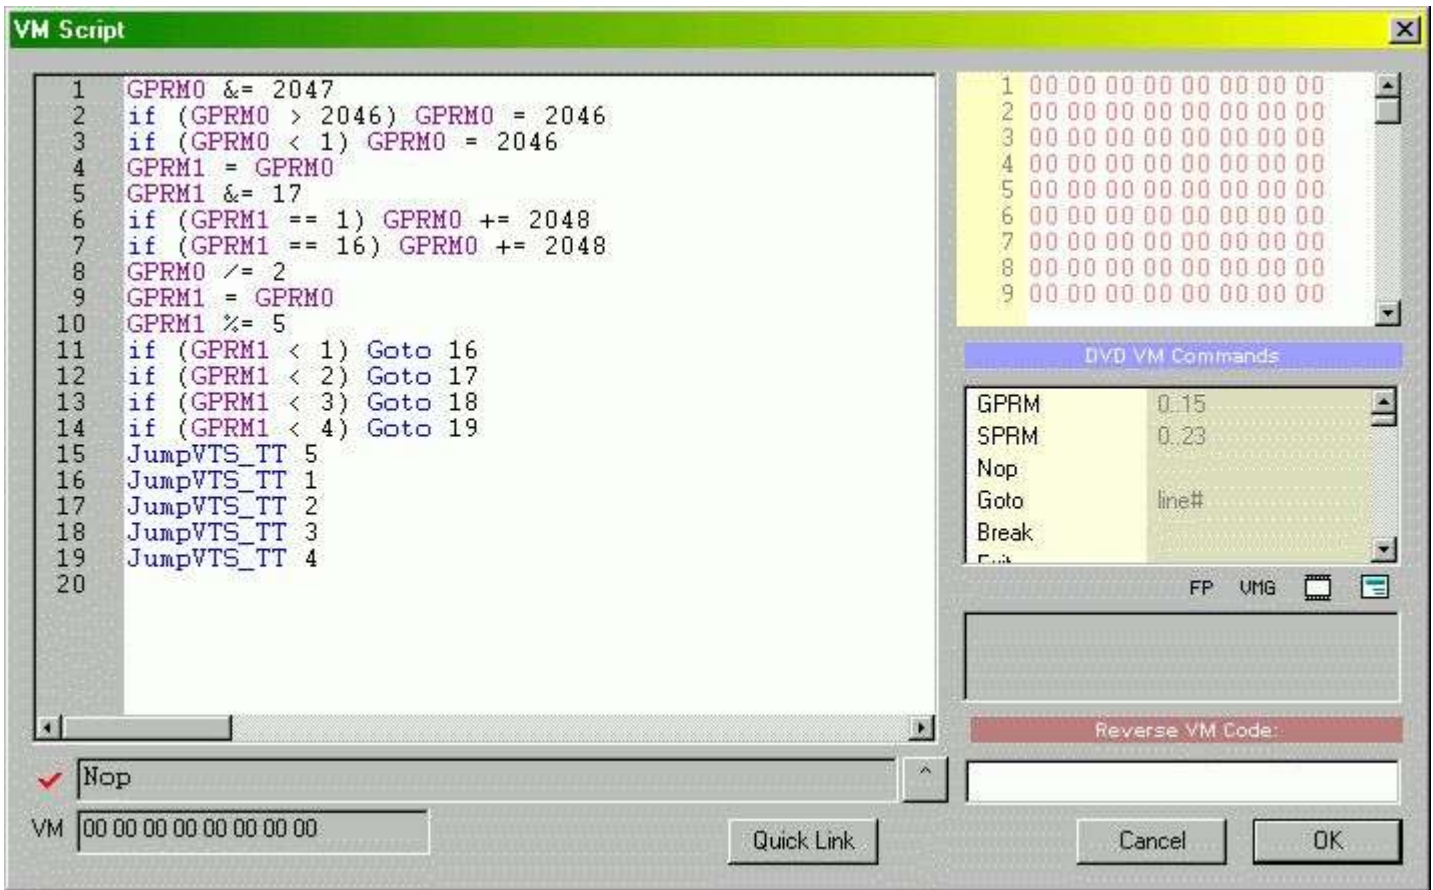 VM Script
1 GPRM0 &= 2047
2 if (GPRM0 > 2046) GPRM0 = 2046
3 if (GPRM0 < 1) GPRM0 = 2046
4 GPRM1 = GPRM0
5 GPRM1 &= 17
6 if (GPRM1 == 1) GPRM0 += 2048
7 if (GPRM1 == 16) GPRM0 += 2048
8 GPRM0 /= 2
9 GPRM1 = GPRM0
10 GPRM1 %= 5
11 if (GPRM1 < 1) Goto 16
12 if (GPRM1 < 2) Goto 17
13 if (GPRM1 < 3) Goto 18
14 if (GPRM1 < 4) Goto 19
15 JumpVTS_TT 5
16 JumpVTS_TT 1
17 JumpVTS_TT 2
18 JumpVTS_TT 3
19 JumpVTS_TT 4
20
1 00 00 00 00 00 00 00 00
2 00 00 00 00 00 00 00 00
3 00 00 00 00 00 00 00 00
4 00 00 00 00 00 00 00 00
5 00 00 00 00 00 00 00 00
6 00 00 00 00 00 00 00 00
7 00 00 00 00 00 00 00 00
8 00 00 00 00 00 00 00 00
9 00 00 00 00 00 00 00 00
DVD VM Commands
GPRM 0..15
SPRM 0..23
Nop
Goto line#
Break
FP VMG
Reverse VM Code:
Nop
^
VM 00 00 00 00 00 00 00 00
Quick Link
Cancel
OK